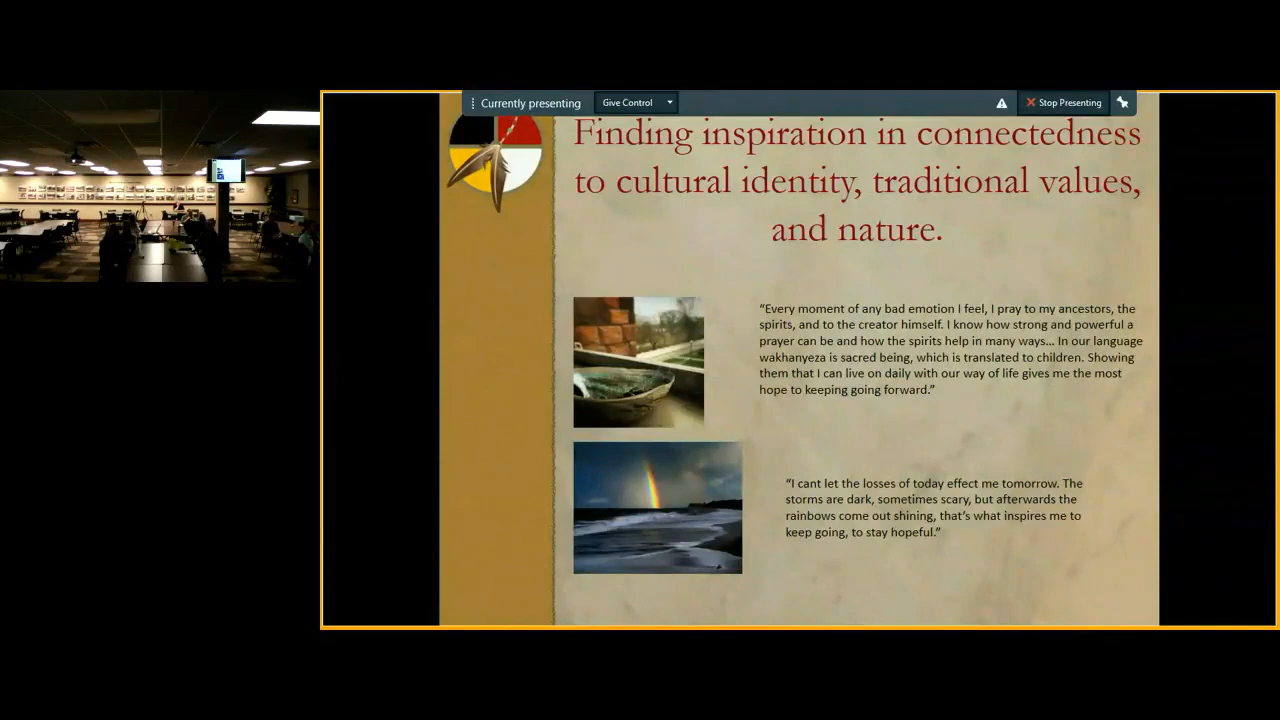 Currently presenting
Give Control
Stop Presenting
Finding inspiration in connectedness
to cultural identity, traditional values,
and nature.
“Every moment of any bad emotion I feel, I pray to my ancestors, the
spirits, and to the creator himself. I know how strong and powerful a
prayer can be and how the spirits help in many ways... In our language
wakhanyeza is sacred being, which is translated to children. Showing
them that I can live on daily with our way of life gives me the most
hope to keeping going forward.”
“I cant let the losses of today effect me tomorrow. The
storms are dark, sometimes scary, but afterwards the
rainbows come out shining, that’s what inspires me to
keep going, to stay hopeful.”